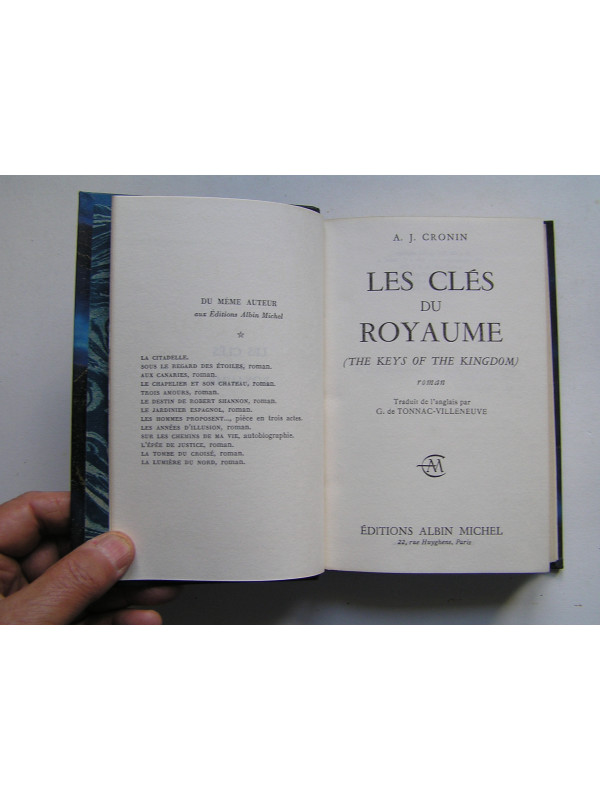 DU MÊME AUTEUR
aux Éditions Albin Michel
LA CITADELLE.
SOUS LE REGARD DES ÉTOILES, roman.
AUX CANARIES, roman.
LE CHAPELIER ET SON CHATEAU, roman.
TROIS AMOURS, roman.
LE DESTIN DE ROBERT SHANNON, roman.
LE JARDINIER ESPAGNOL, roman.
LES HOMMES PROPOSENT..., pièce en trois actes.
LES ANNÉES D'ILLUSION, roman.
SUR LES CHEMINS DE MA VIE, autobiographie.
L'ÉPÉE DE JUSTICE, roman.
LA TOMBE DU CROISÉ, roman.
LA LUMIÈRE DU NORD, roman.
A. J. CRONIN
LES CLÉS
DU
ROYAUME
(THE KEYS OF THE KINGDOM)
roman
Traduit de l'anglais par
G. de TONNAC-VILLENEUVE
ÉDITIONS ALBIN MICHEL
22, rue Huyghens, Paris